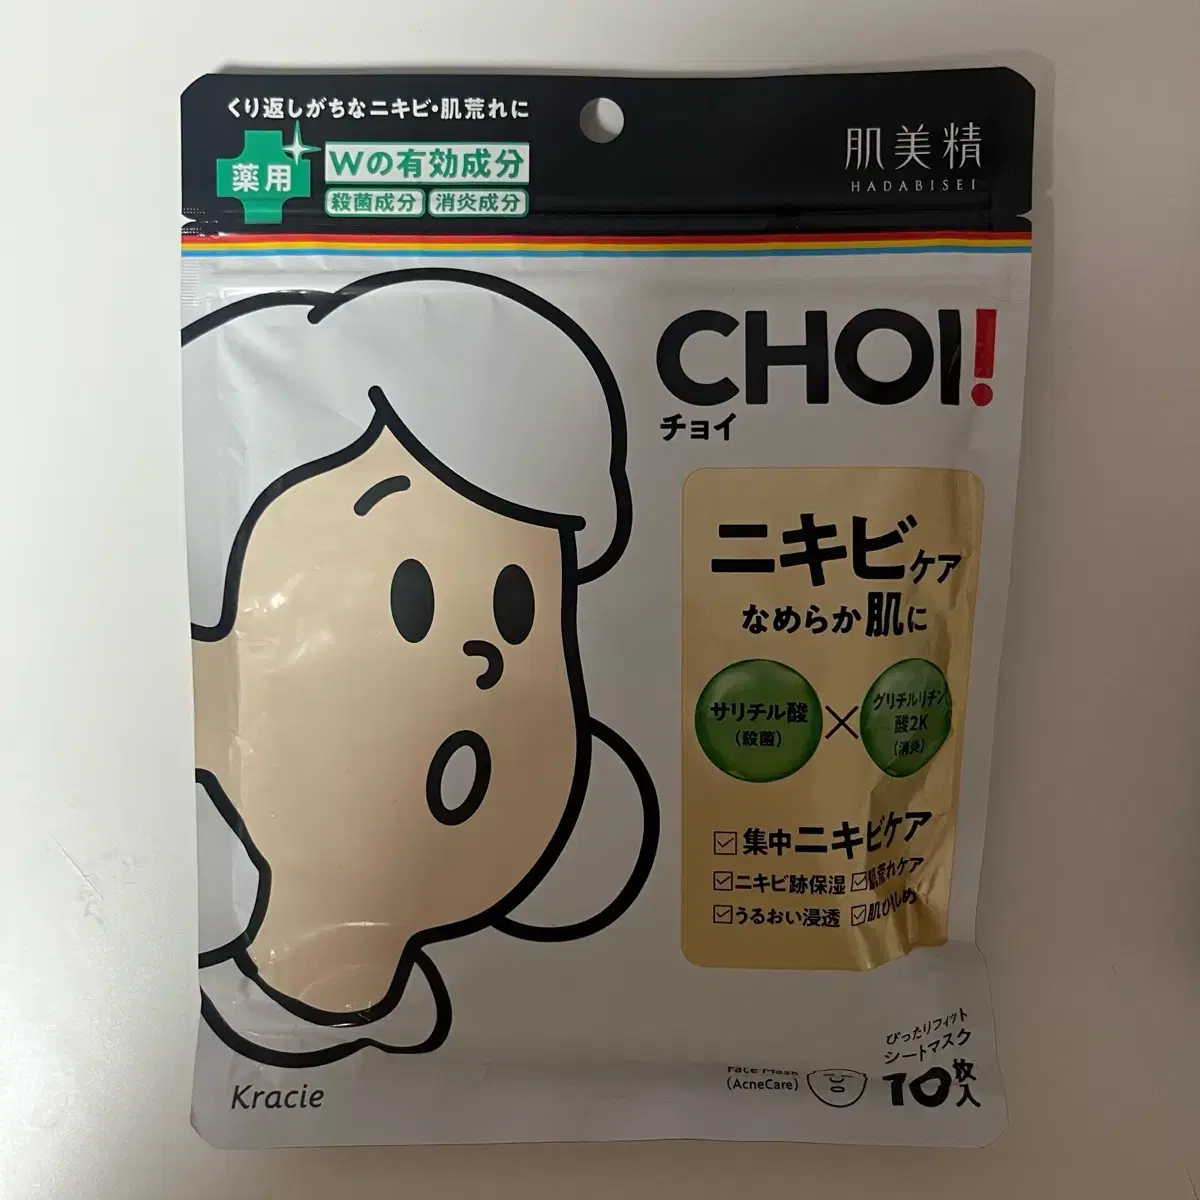 くり返しがちなニキビ・肌荒れに
薬用
Wの有効成分
殺菌成分 消炎成分
肌美精
HADABISEI
CHOI!
チョイ
ニキビケア
なめらか肌に
サリチル酸
(殺菌)
×
グリチルリチン
酸2K
(消炎)
集中ニキビケア
ニキビ跡保湿
肌荒れケア
うるおい浸透
肌ひきしめ
ぴったりフィット
シートマスク
10枚入
Face Mask
(AcneCare)
Kracie